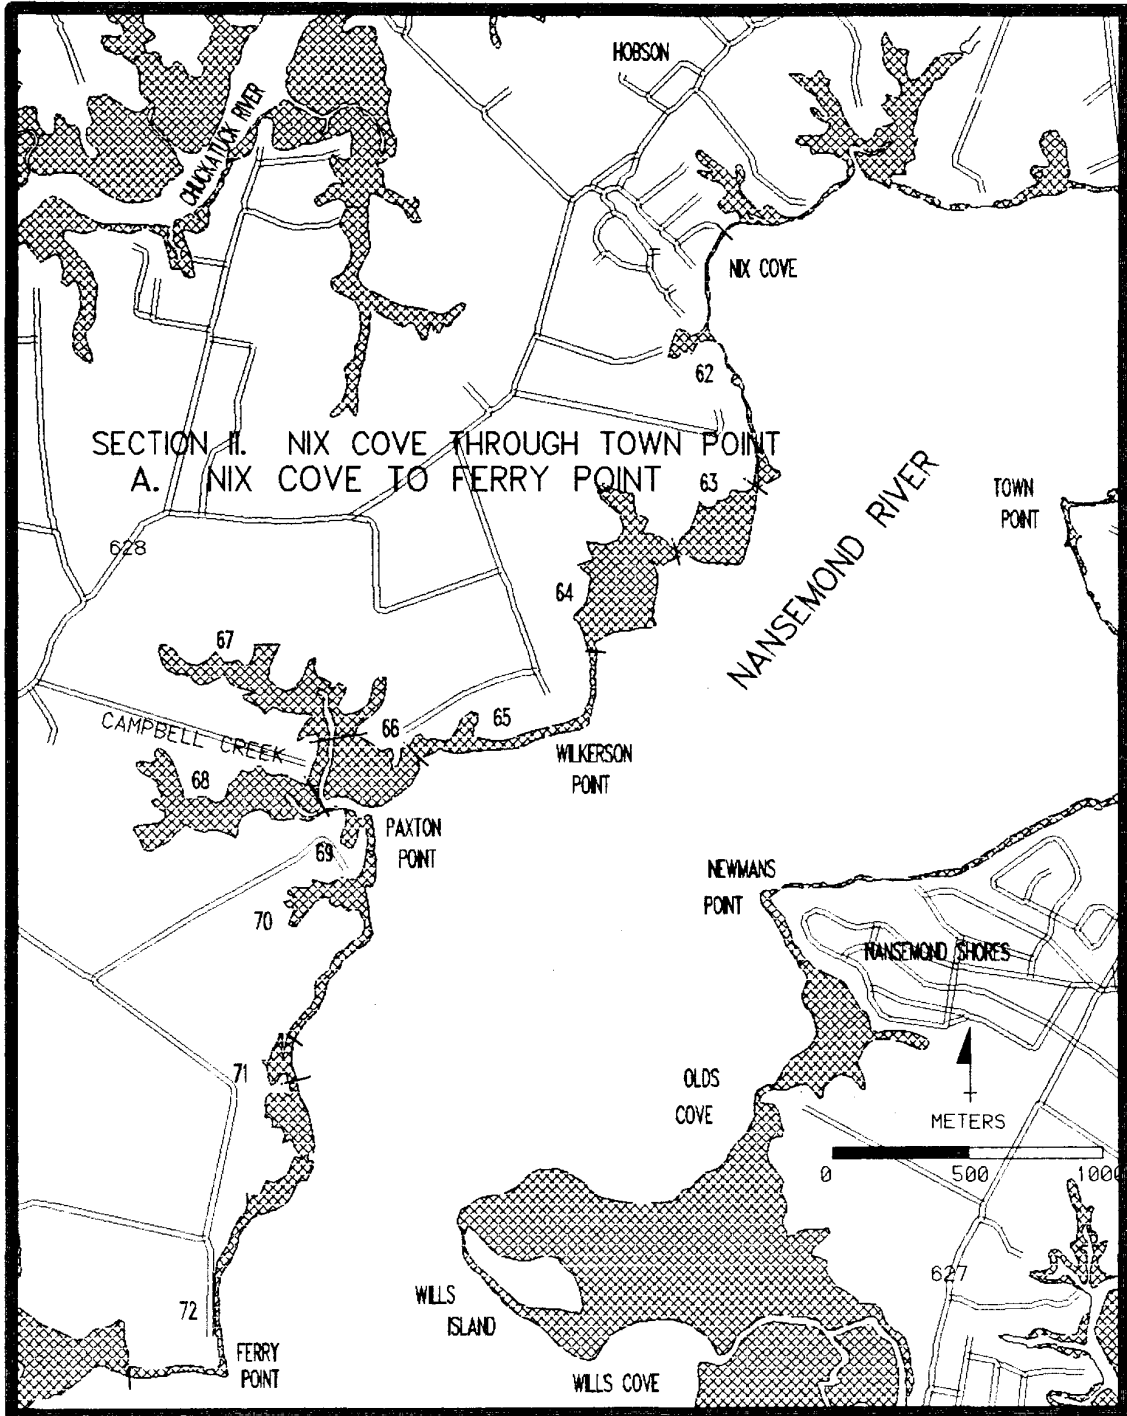 HOBSON
CHUCKATUCK RIVER
NIX COVE
62
SECTION II. NIX COVE THROUGH TOWN POINT
A. NIX COVE TO FERRY POINT
63
TOWN
POINT
NANSEMOND RIVER
628
64
67
CAMPBELL CREEK
66
65
WILKERSON
POINT
68
PAXTON
POINT
69
70
NEWMANS
POINT
NANSEMOND SHORES
71
OLDS
COVE
METERS
0 500 1000
627
WILLS
ISLAND
72
FERRY
POINT
WILLS COVE